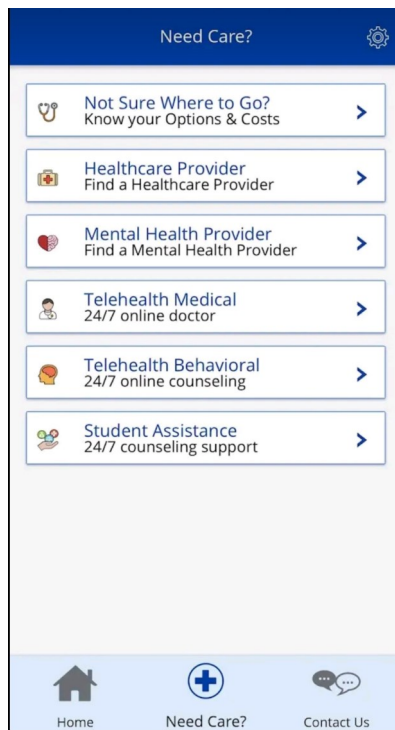 Need Care?
Not Sure Where to Go?
Know your Options & Costs
Healthcare Provider
Find a Healthcare Provider
Mental Health Provider
Find a Mental Health Provider
Telehealth Medical
24/7 online doctor
Telehealth Behavioral
24/7 online counseling
Student Assistance
24/7 counseling support
Home
Need Care?
Contact Us